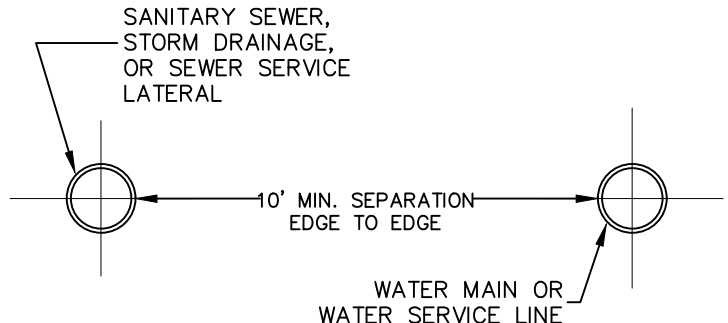 SANITARY SEWER,
STORM DRAINAGE,
OR SEWER SERVICE
LATERAL
10' MIN. SEPARATION
EDGE TO EDGE
WATER MAIN OR
WATER SERVICE LINE